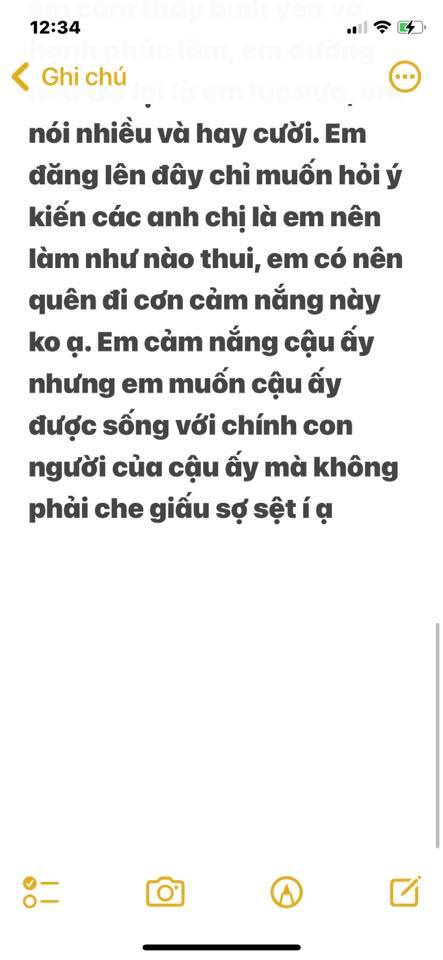 12:34
em cảm thấy bình yên và
hạnh phúc lắm, em dường
Ghi chú
như trở lại là em lúc xưa, em
nói nhiều và hay cười. Em
đăng lên đây chỉ muốn hỏi ý
kiến các anh chị là em nên
làm như nào thui, em có nên
quên đi cơn cảm nắng này
ko ạ. Em cảm nắng cậu ấy
nhưng em muốn cậu ấy
được sống với chính con
người của cậu ấy mà không
phải che giấu sợ sệt í ạ